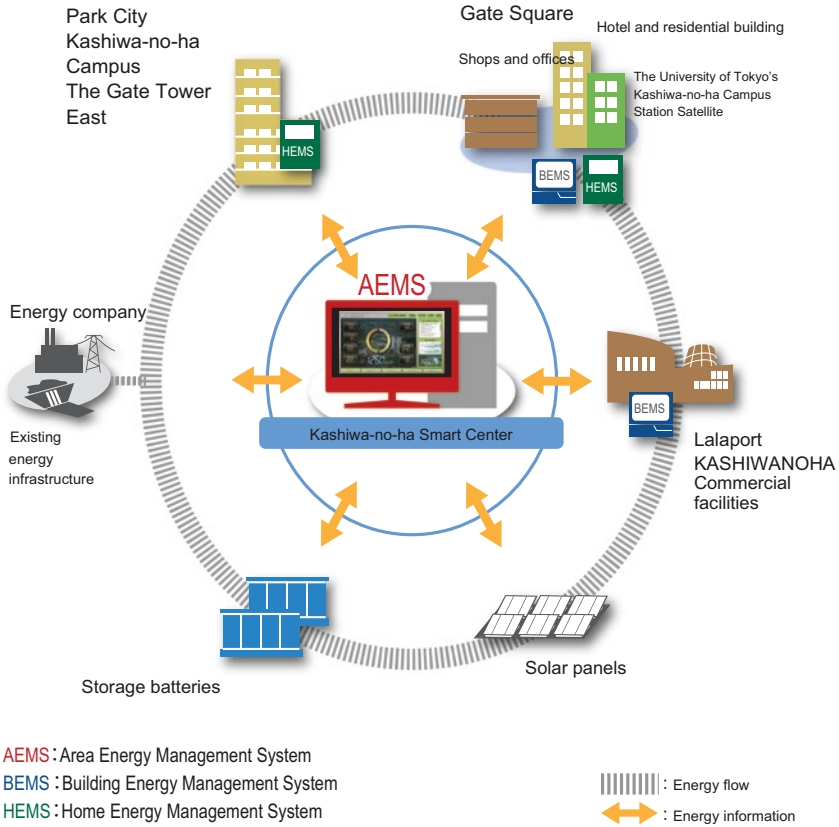 Park City
Kashiwa-no-ha
Campus
The Gate Tower
East
HEMS
Gate Square
Hotel and residential building
Shops and offices
The University of Tokyo's
Kashiwa-no-ha Campus
Station Satellite
BEMS
HEMS
AEMS
Energy company
Existing
energy
infrastructure
Kashiwa-no-ha Smart Center
BEMS
Lalaport
KASHIWANOHA
Commercial
facilities
Storage batteries
Solar panels
AEMS:Area Energy Management System
BEMS:Building Energy Management System
HEMS:Home Energy Management System
: Energy flow
: Energy information